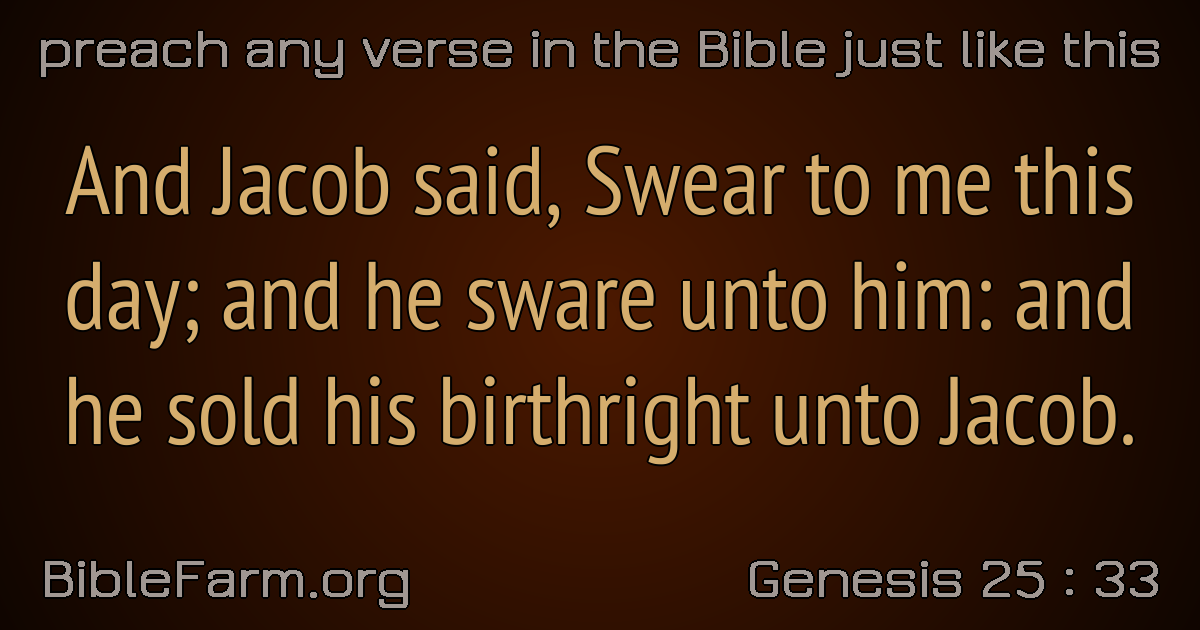 preach any verse in the Bible just like this
And Jacob said, Swear to me this
day; and he sware unto him: and
he sold his birthright unto Jacob.
BibleFarm.org
Genesis 25 : 33